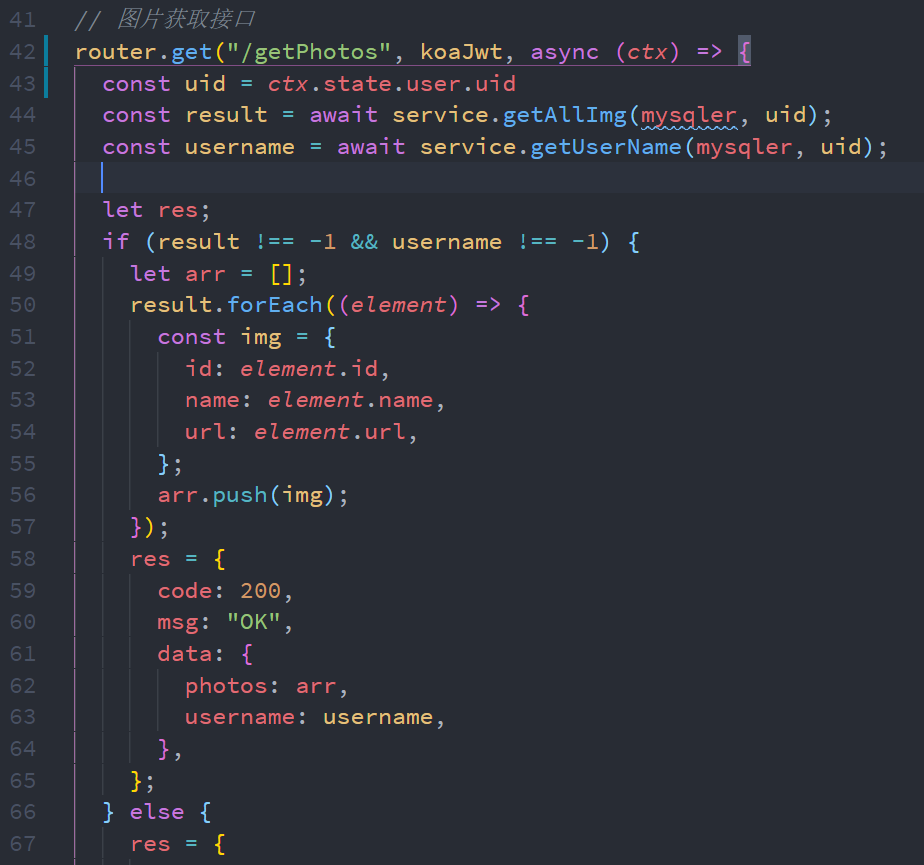 41 // 图片获取接口
42 router.get("/getPhotos", koaJwt, async (ctx) => {
43 const uid = ctx.state.user.uid
44 const result = await service.getAllImg(mysqler, uid);
45 const username = await service.getUserName(mysqler, uid);
46
47 let res;
48 if (result !== -1 && username !== -1) {
49 let arr = [];
50 result.forEach((element) => {
51 const img = {
52 id: element.id,
53 name: element.name,
54 url: element.url,
55 };
56 arr.push(img);
57 });
58 res = {
59 code: 200,
60 msg: "OK",
61 data: {
62 photos: arr,
63 username: username,
64 },
65 };
66 } else {
67 res = {